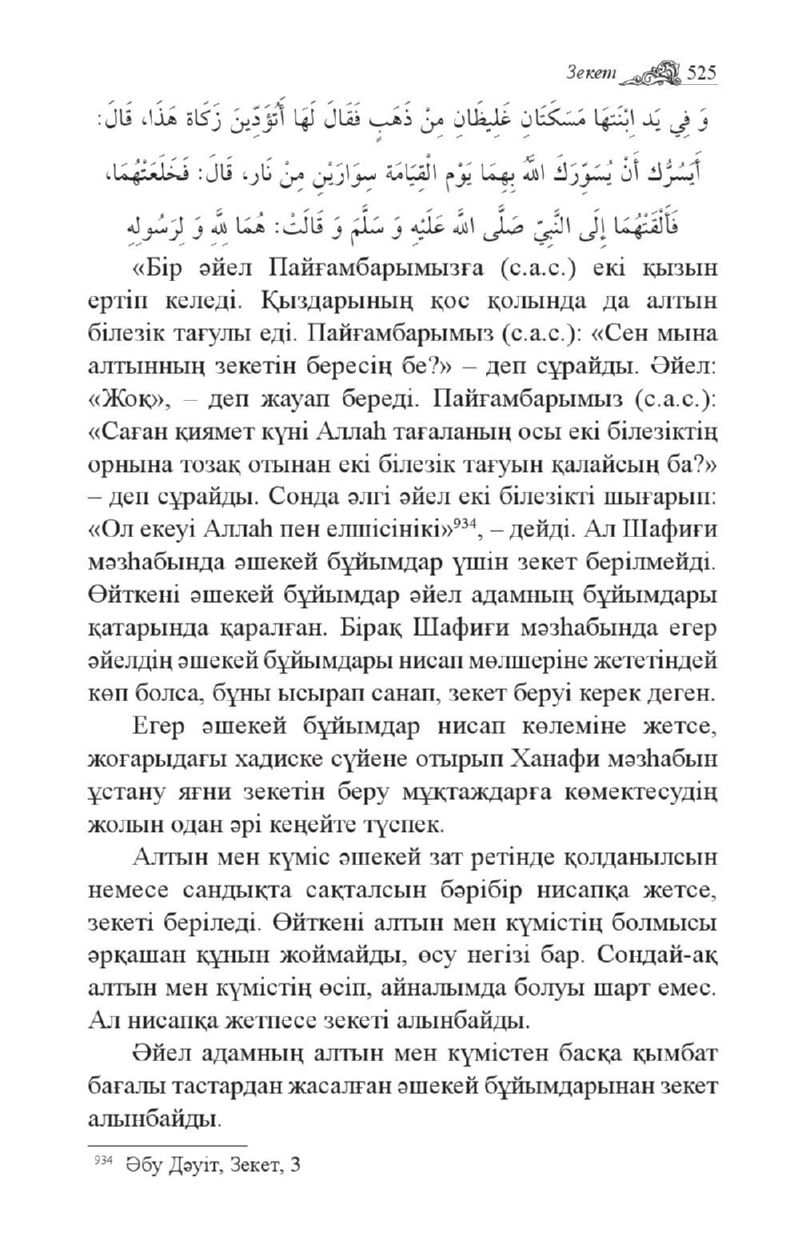 Зекет 525
وَ فِي يَد ابْنَتهَا مَسَكَتَان غَلِيظَان مِنْ ذَهَب فَقَالَ لَهَا أَتُؤَدِّينَ زَكَاة هَذَا، قَالَ:
أَيَسُرُّك أَنْ يُسَوِّرَكَ اللهُ بِهِمَا يَوْم الْقِيَامَة سِوَارَيْنِ مِنْ نَار، قَالَ: فَخَلَعَتْهُمَا،
فَأَلْقَتْهُمَا إِلَى النَّبِيّ صَلَّى الله عَلَيْه وَ سَلَّمَ وَ قَالَتْ: هُمَا لله وَ لِرَسُوله
«Бір әйел Пайғамбарымызға (с.а.с.) екі қызын
ертіп келеді. Қыздарының қос қолында да алтын
білезік тағулы еді. Пайғамбарымыз (с.а.с.): «Сен мына
алтынның зекетін бересің бе?» – деп сұрайды. Әйел:
«Жоқ», – деп жауап береді. Пайғамбарымыз (с.а.с.):
«Саған қиямет күні Аллаһ тағаланың осы екі білезіктің
орнына тозақ отынан екі білезік тағуын қалайсың ба?»
– деп сұрайды. Сонда әлгі әйел екі білезікті шығарып:
«Ол екеуі Аллаһ пен елшісінікі»⁹³⁴, – дейді. Ал Шафиғи
мәзһабында әшекей бұйымдар үшін зекет берілмейді.
Өйткені әшекей бұйымдар әйел адамның бұйымдары
қатарында қаралған. Бірақ Шафиғи мәзһабында егер
әйелдің әшекей бұйымдары нисап мөлшеріне жететіндей
көп болса, бұны ысырап санап, зекет беруі керек деген.
Егер әшекей бұйымдар нисап көлеміне жетсе,
жоғарыдағы хадиске сүйене отырып Ханафи мәзһабын
ұстану яғни зекетін беру мұқтаждарға көмектесудің
жолын одан әрі кеңейте түспек.
Алтын мен күміс әшекей зат ретінде қолданылсын
немесе сандықта сақталсын бәрібір нисапқа жетсе,
зекеті беріледі. Өйткені алтын мен күмістің болмысы
әрқашан құнын жоймайды, өсу негізі бар. Сондай-ақ
алтын мен күмістің өсіп, айналымда болуы шарт емес.
Ал нисапқа жетпесе зекеті алынбайды.
Әйел адамның алтын мен күмістен басқа қымбат
бағалы тастардан жасалған әшекей бұйымдарынан зекет
алынбайды.
⁹³⁴ Әбу Дәуіт, Зекет, 3